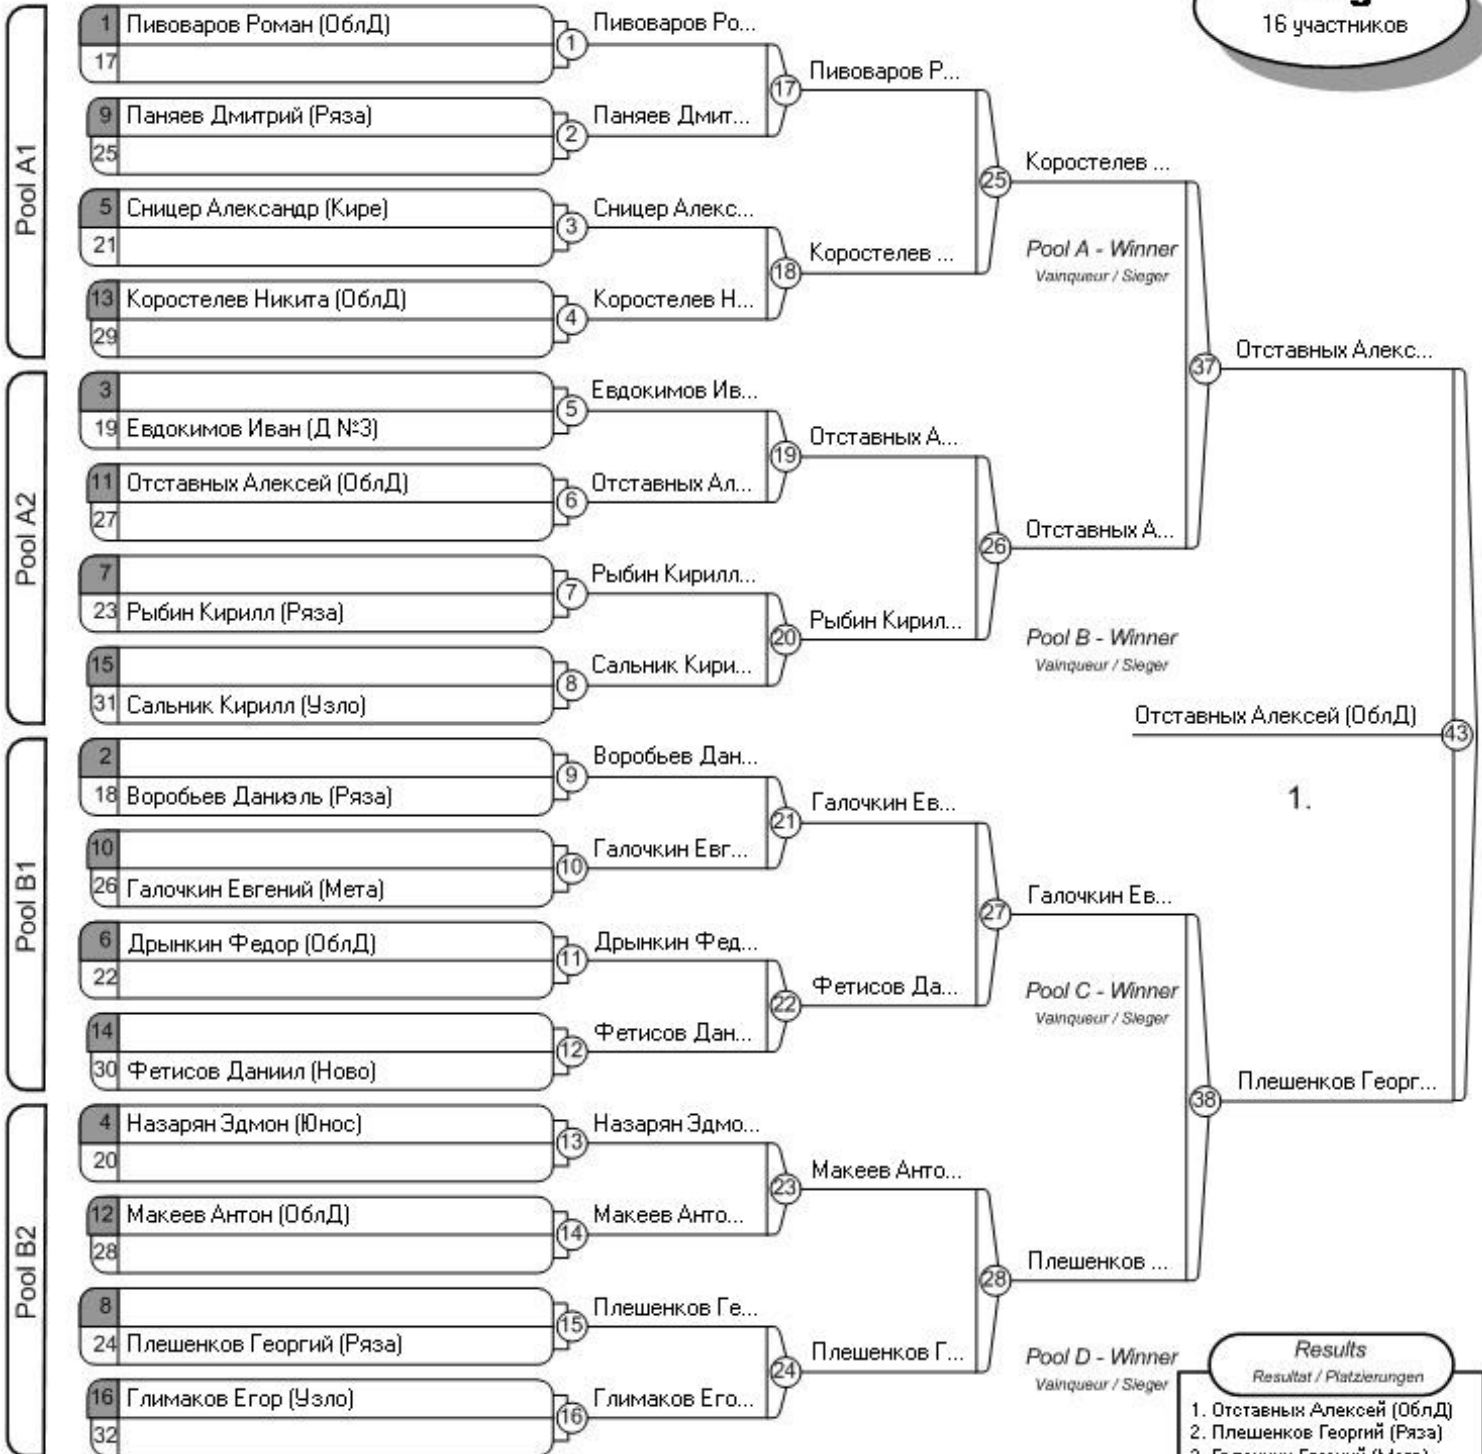 16 участников
Pool A1
1 Пивоваров Роман (ОблД)
17
1
Пивоваров Ро...
9 Паняев Дмитрий (Ряза)
25
2
Паняев Дмит...
17
Пивоваров Р...
5 Сницер Александр (Кире)
21
3
Сницер Алекс...
13 Коростелев Никита (ОблД)
29
4
Коростелев Н...
18
Коростелев ...
25
Коростелев ...
Pool A - Winner
Vainqueur / Sieger
Pool A2
3
19 Евдокимов Иван (Д №3)
5
Евдокимов Ив...
11 Отставных Алексей (ОблД)
27
6
Отставных Ал...
19
Отставных А...
7
23 Рыбин Кирилл (Ряза)
7
Рыбин Кирилл...
15
31 Сальник Кирилл (Узло)
8
Сальник Кири...
20
Рыбин Кирил...
26
Отставных А...
Pool B - Winner
Vainqueur / Sieger
37
Отставных Алекс...
Отставных Алексей (ОблД)
43
1.
Pool B1
2
18 Воробьев Даниэль (Ряза)
9
Воробьев Дан...
10
26 Галочкин Евгений (Мета)
10
Галочкин Евг...
21
Галочкин Ев...
6 Дрынкин Федор (ОблД)
22
11
Дрынкин Фед...
14
30 Фетисов Даниил (Ново)
12
Фетисов Дан...
22
Фетисов Да...
27
Галочкин Ев...
Pool C - Winner
Vainqueur / Sieger
Pool B2
4 Назарян Эдмон (Юнос)
20
13
Назарян Эдмо...
12 Макеев Антон (ОблД)
28
14
Макеев Анто...
23
Макеев Анто...
8
24 Плешенков Георгий (Ряза)
15
Плешенков Ге...
16 Глимаков Егор (Узло)
32
16
Глимаков Его...
24
Плешенков Г...
28
Плешенков ...
38
Плешенков Георг...
Pool D - Winner
Vainqueur / Sieger
Results
Resultat / Platzierungen
1. Отставных Алексей (ОблД)
2. Плешенков Георгий (Ряза)